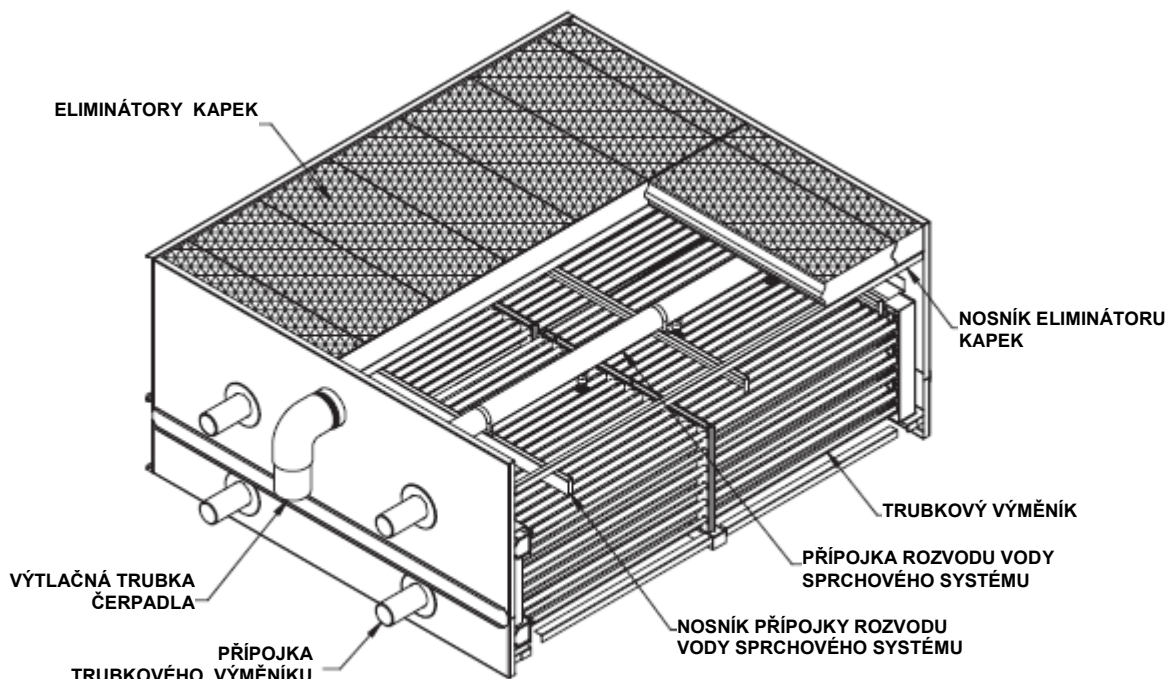 ELIMINÁTORY KAPEK
NOSNÍK ELIMINÁTORU
KAPEK
TRUBKOVÝ VÝMĚNÍK
PŘÍPOJKA ROZVODU VODY
SPRCHOVÉHO SYSTÉMU
NOSNÍK PŘÍPOJKY ROZVODU
VODY SPRCHOVÉHO SYSTÉMU
VÝTLAČNÁ TRUBKA
ČERPADLA
PŘÍPOJKA
TRUBKOVÉHO VÝMĚNÍKU